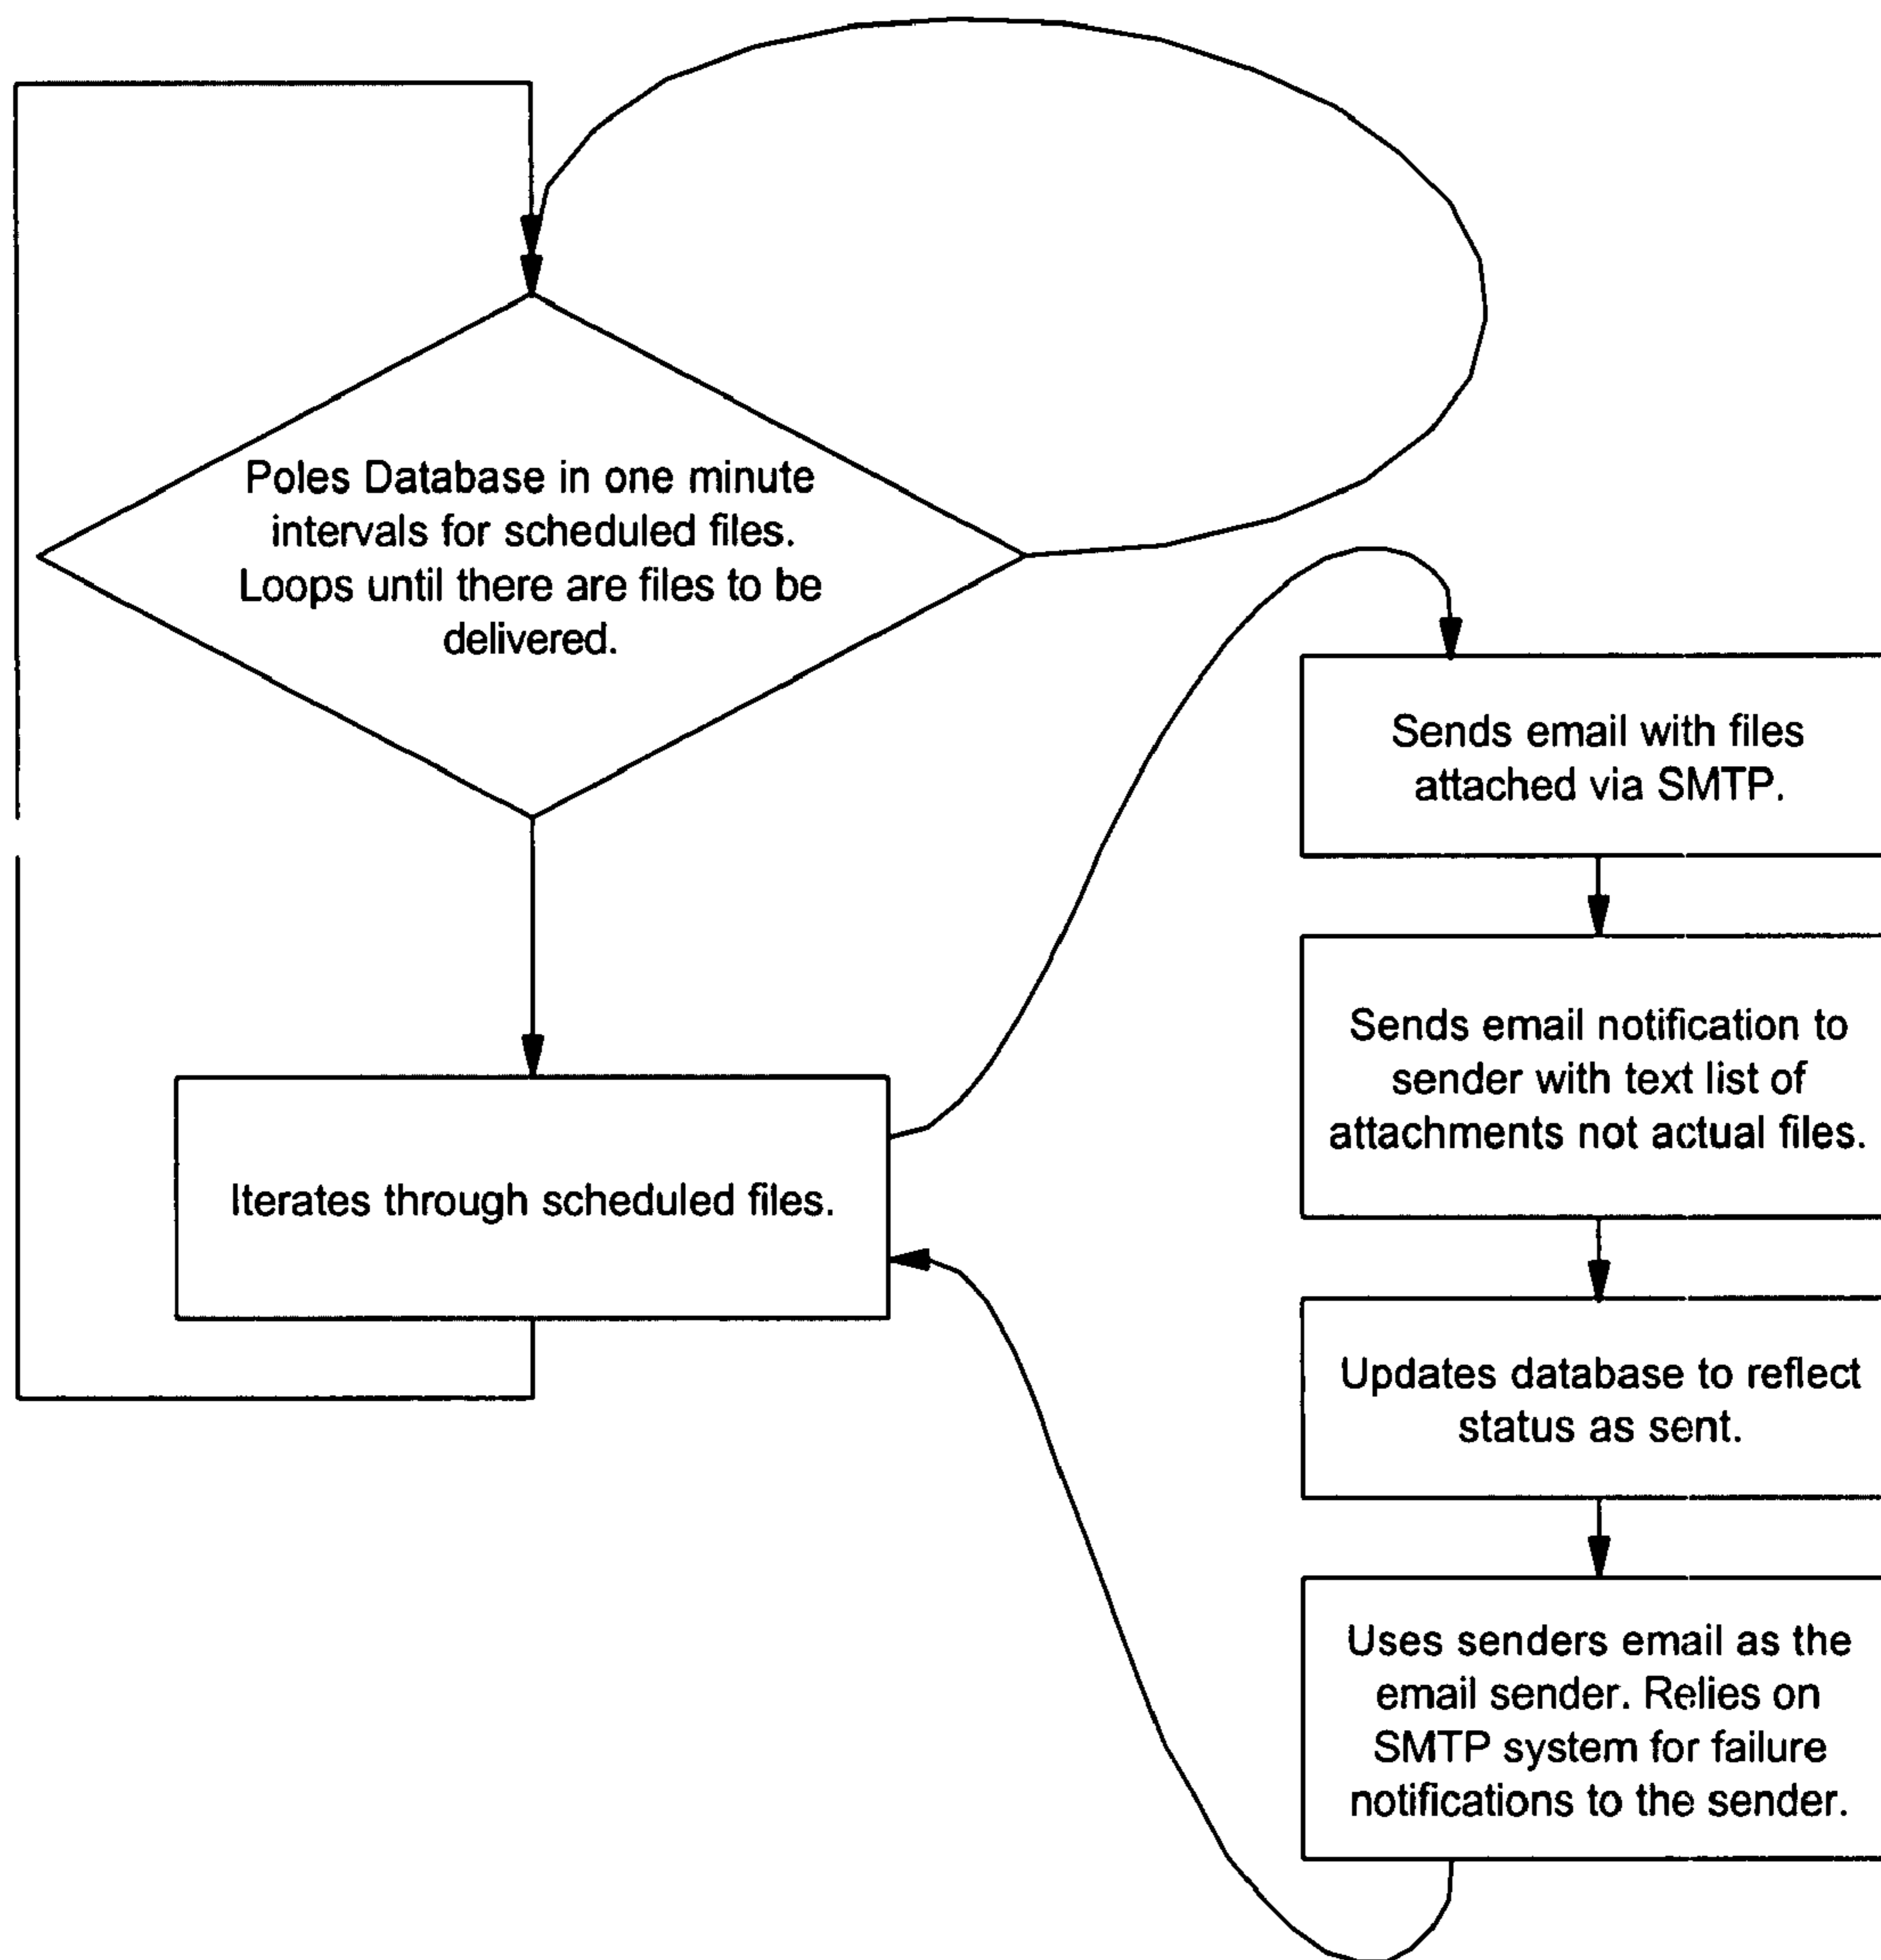 Poles Database in one minute
intervals for scheduled files.
Loops until there are files to be
delivered.
Sends email with files
attached via SMTP.
Sends email notification to
sender with text list of
attachments not actual files.
Iterates through scheduled files.
Updates database to reflect
status as sent.
Uses senders email as the
email sender. Relies on
SMTP system for failure
notifications to the sender.